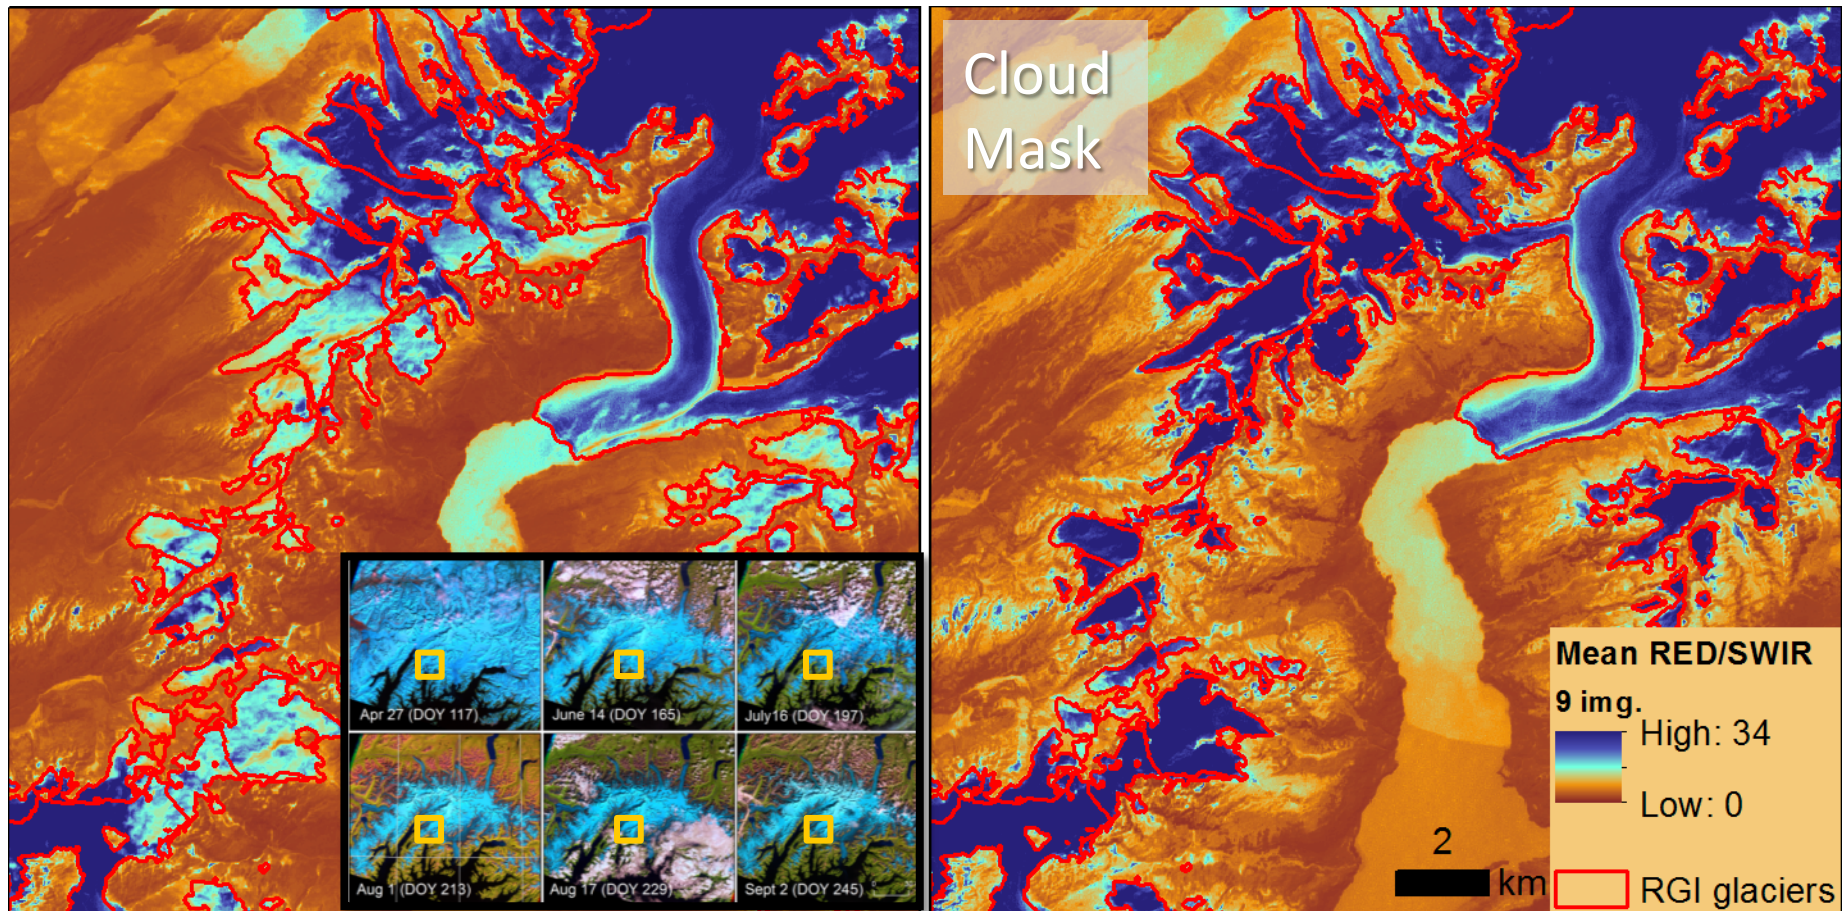 Cloud
Mask
Apr 27 (DOY 117)
June 14 (DOY 165)
July16 (DOY 197)
Aug 1 (DOY 213)
Aug 17 (DOY 229)
Sept 2 (DOY 245)
Mean RED/SWIR
9 img.
High: 34
Low: 0
2
km
RGI glaciers